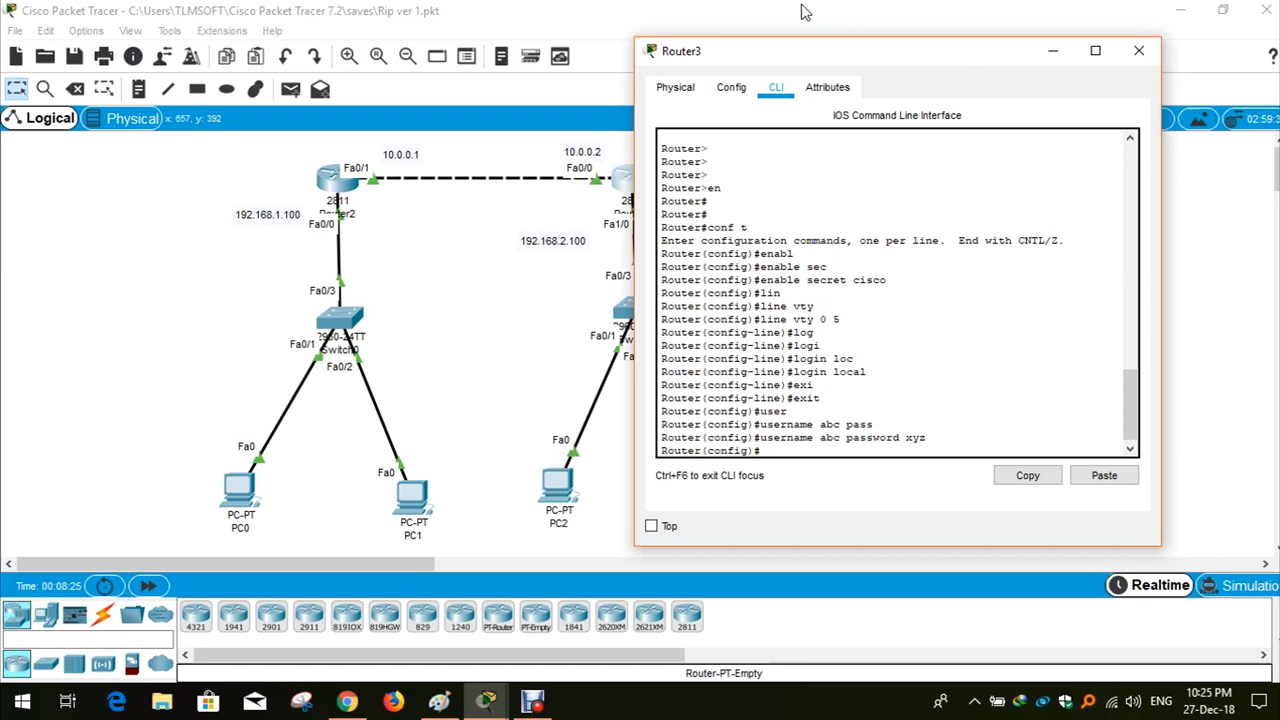 Cisco Packet Tracer - C:\Users\TLMSOFT\Cisco Packet Tracer 7.2\saves\Rip ver 1.pkt
File Edit Options View Tools Extensions Help
Logical Physical x: 657, y: 392
02:59:3
10.0.0.1
Fa0/1
2811
Router2
192.168.1.100
Fa0/0
Fa0/3
2960-24TT
Switch0
Fa0/1
Fa0/2
Fa0
PC-PT
PC0
Fa0
PC-PT
PC1
10.0.0.2
Fa0/0
Fa1/0
192.168.2.100
Fa0/3
Fa0/1
Fa0
PC-PT
PC2
Router3
Physical Config CLI Attributes
IOS Command Line Interface
Router>
Router>
Router>
Router>en
Router#
Router#
Router#conf t
Enter configuration commands, one per line. End with CNTL/Z.
Router(config)#enabl
Router(config)#enable sec
Router(config)#enable secret cisco
Router(config)#lin
Router(config)#line vty
Router(config)#line vty 0 5
Router(config-line)#log
Router(config-line)#logi
Router(config-line)#login loc
Router(config-line)#login local
Router(config-line)#exi
Router(config-line)#exit
Router(config)#user
Router(config)#username abc pass
Router(config)#username abc password xyz
Router(config)#
Ctrl+F6 to exit CLI focus
Copy Paste
Top
Time: 00:08:25
Realtime Simulatio
4321 1941 2901 2911 819IOX 819HGW 829 1240 PT-Router PT-Empty 1841 2620XM 2621XM 2811
Router-PT-Empty
ENG
10:25 PM
27-Dec-18